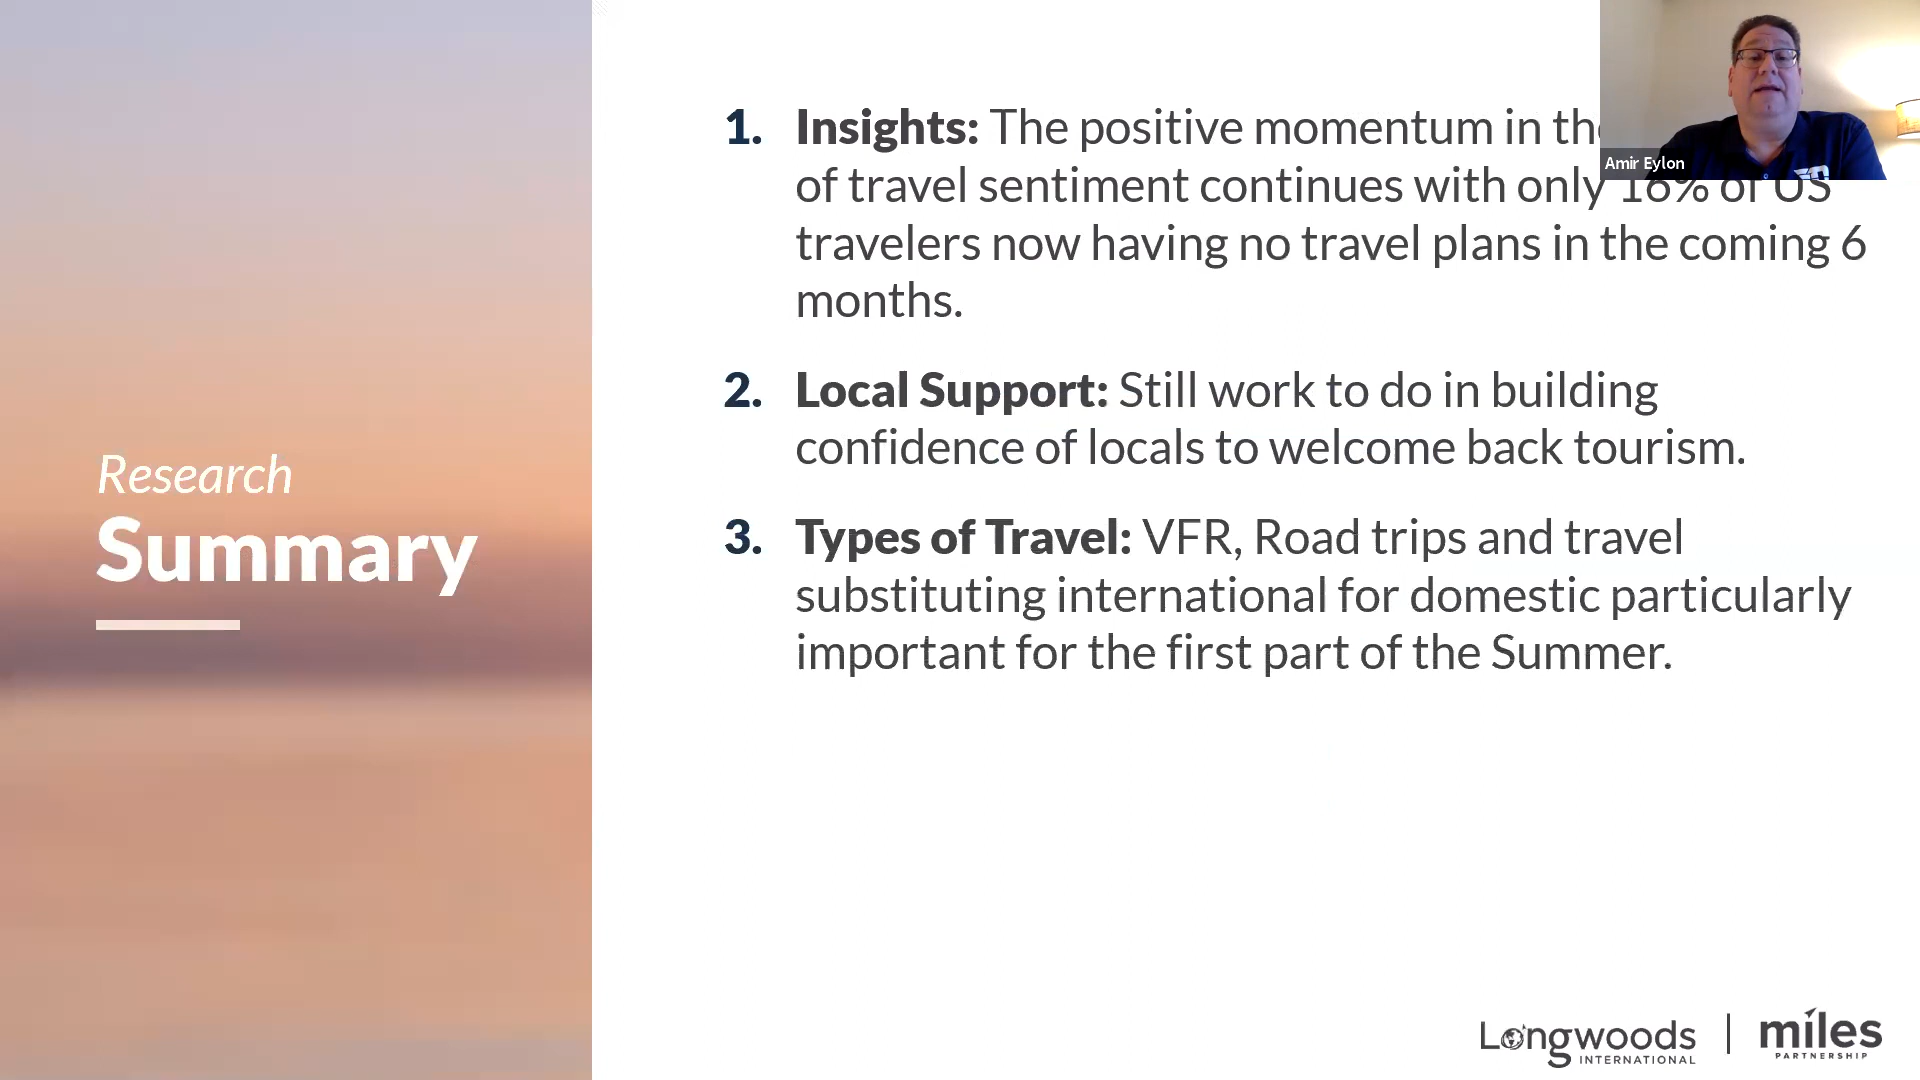 Research
Summary
1. Insights: The positive momentum in the
of travel sentiment continues with only 16% of US
travelers now having no travel plans in the coming 6
months.
2. Local Support: Still work to do in building
confidence of locals to welcome back tourism.
3. Types of Travel: VFR, Road trips and travel
substituting international for domestic particularly
important for the first part of the Summer.
Amir Eylon
Longwoods
INTERNATIONAL
miles
PARTNERSHIP